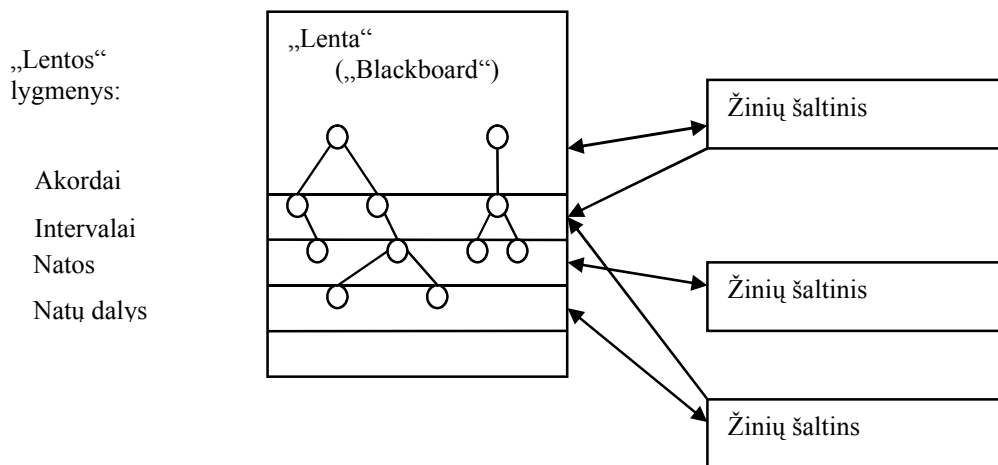 „Lentos“
lygmenys:
Akordai
Intervalai
Natos
Natų dalys
„Lenta“
(„Blackboard“)
Žinių šaltinis
Žinių šaltinis
Žinių šaltins